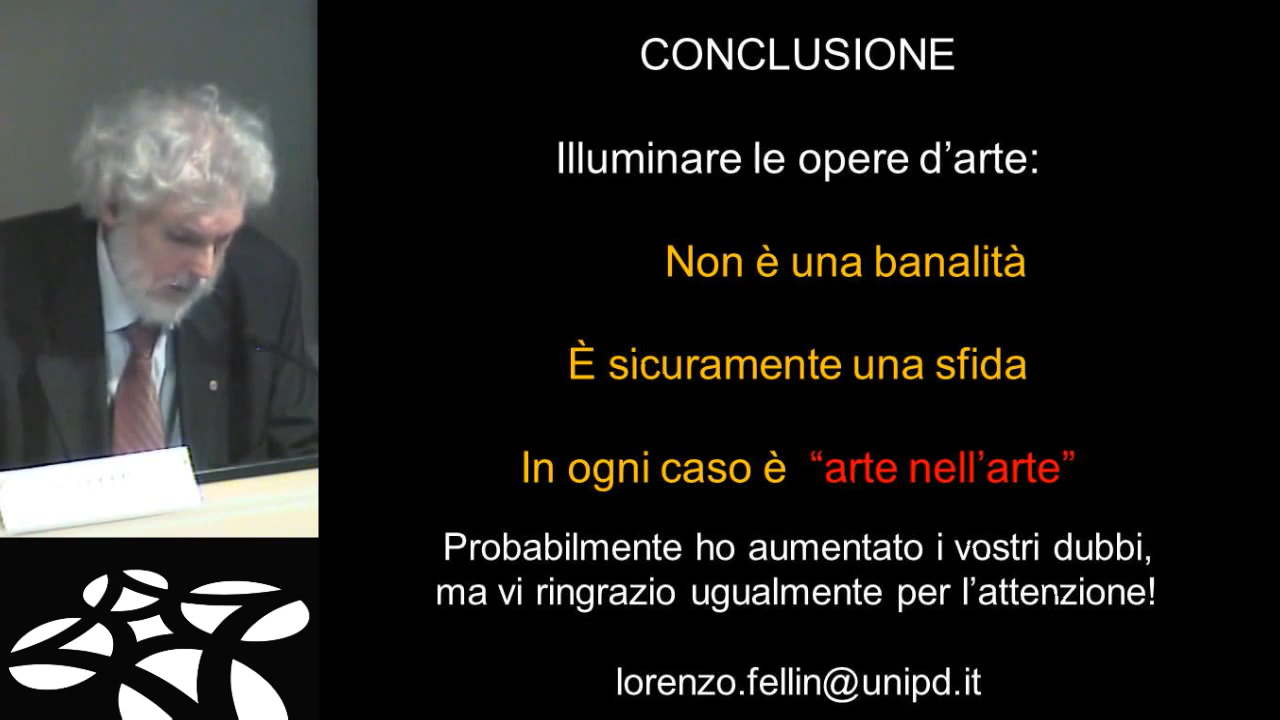 CONCLUSIONE
Illuminare le opere d’arte:
Non è una banalità
È sicuramente una sfida
In ogni caso è “arte nell’arte”
Probabilmente ho aumentato i vostri dubbi,
ma vi ringrazio ugualmente per l’attenzione!
lorenzo.fellin@unipd.it